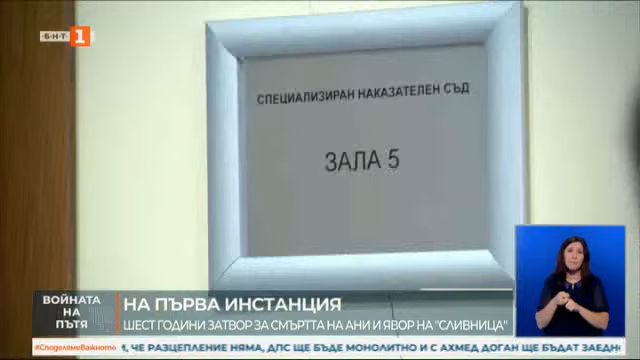 БНТ 1
СПЕЦИАЛИЗИРАН НАКАЗАТЕЛЕН СЪД
ЗАЛА 5
ВОЙНАТА
НА
ПЪТЯ
НА ПЪРВА ИНСТАНЦИЯ
ШЕСТ ГОДИНИ ЗАТВОР ЗА СМЪРТТА НА АНИ И ЯВОР НА "СЛИВНИЦА"
#СподелямеВажното М, ЧЕ РАЗЦЕПЛЕНИЕ НЯМА, ДПС ЩЕ БЪДЕ МОНОЛИТНО И С АХМЕД ДОГАН ЩЕ БЪДАТ ЗАЕДН